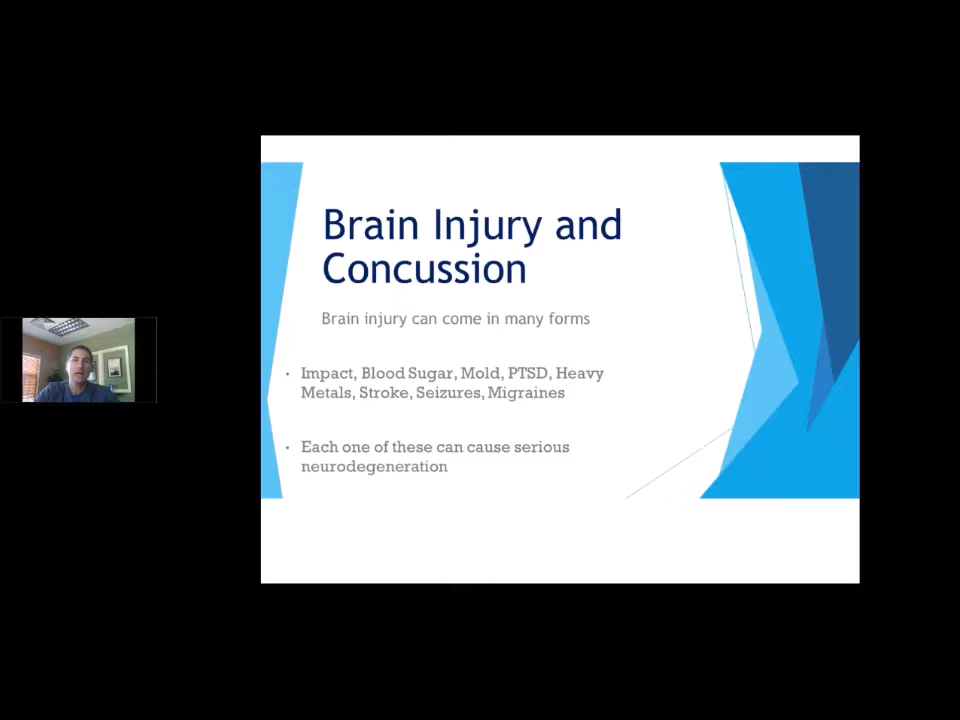 Brain Injury and
Concussion
Brain injury can come in many forms
• Impact, Blood Sugar, Mold, PTSD, Heavy
Metals, Stroke, Seizures, Migraines
• Each one of these can cause serious
neurodegeneration